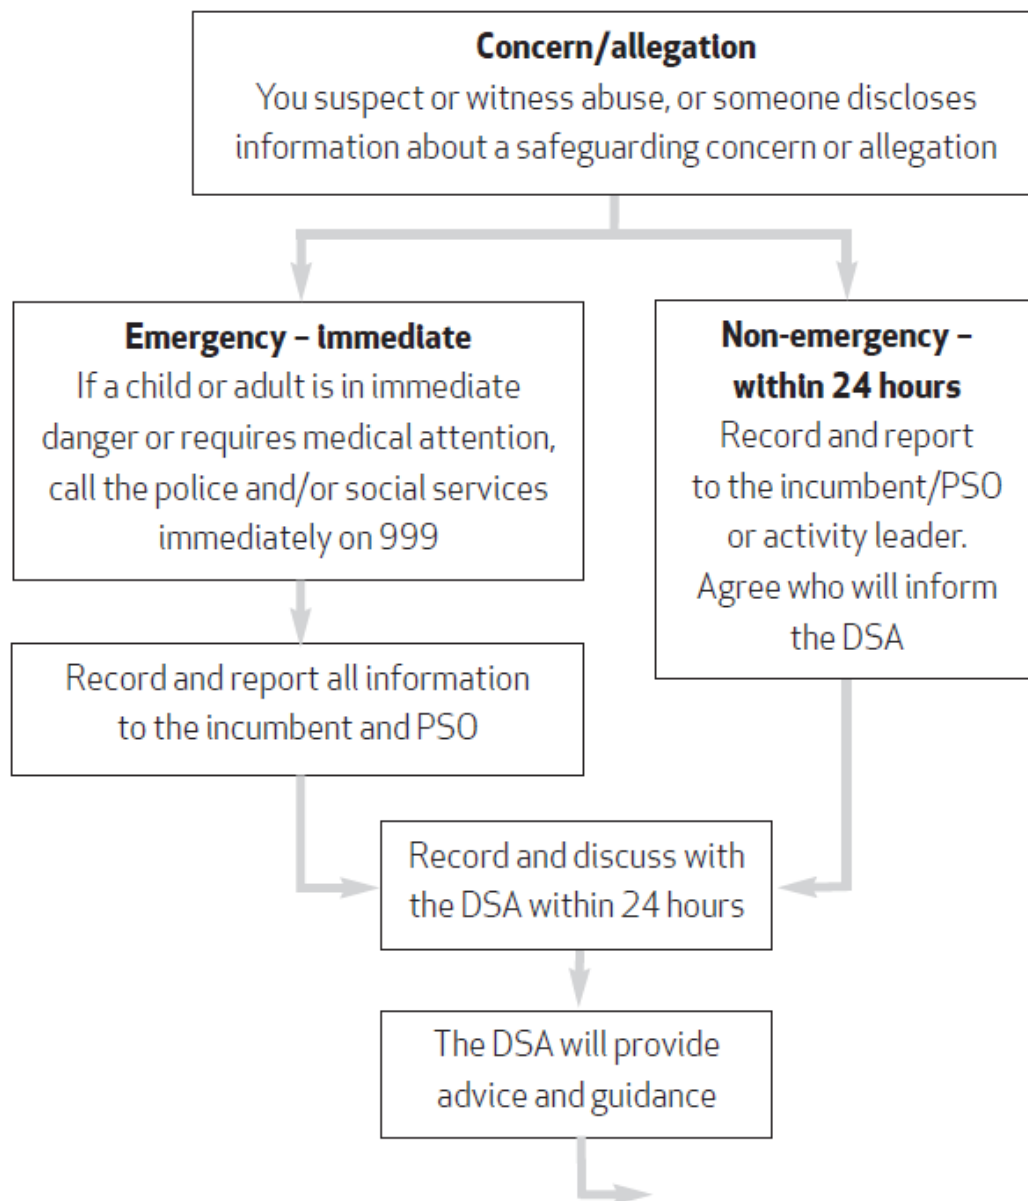 Concern/allegation
You suspect or witness abuse, or someone discloses
information about a safeguarding concern or allegation
Emergency – immediate
If a child or adult is in immediate
danger or requires medical attention,
call the police and/or social services
immediately on 999
Non-emergency –
within 24 hours
Record and report
to the incumbent/PSO
or activity leader.
Agree who will inform
the DSA
Record and report all information
to the incumbent and PSO
Record and discuss with
the DSA within 24 hours
The DSA will provide
advice and guidance